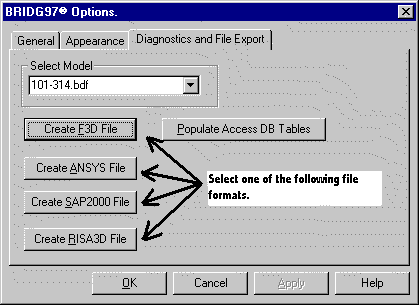 BRIDG97® Options.
General Appearance Diagnostics and File Export
Select Model
101-314.bdf
Create F3D File Populate Access DB Tables
Create ANSYS File
Select one of the following file
formats.
Create SAP2000 File
Create RISA3D File
OK Cancel Apply Help